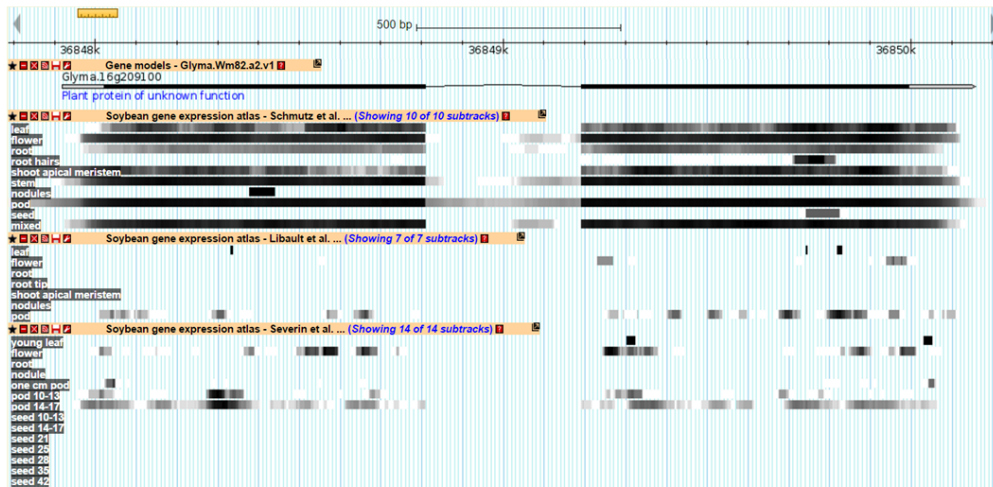 500 bp
36848k 36849k 36850k
Gene models - Glyma.Wm82.a2.v1 ?
Glyma.16g209100
Plant protein of unknown function
Soybean gene expression atlas - Schmutz et al. ... (Showing 10 of 10 subtracks) ?
leaf
flower
root
root hairs
shoot apical meristem
stem
nodules
pod
seed
mixed
Soybean gene expression atlas - Libault et al. ... (Showing 7 of 7 subtracks) ?
leaf
flower
root
root tip
shoot apical meristem
nodules
pod
Soybean gene expression atlas - Severin et al. ... (Showing 14 of 14 subtracks) ?
young leaf
flower
root
nodule
one cm pod
pod 10-13
pod 14-17
seed 10-13
seed 14-17
seed 21
seed 25
seed 28
seed 35
seed 42